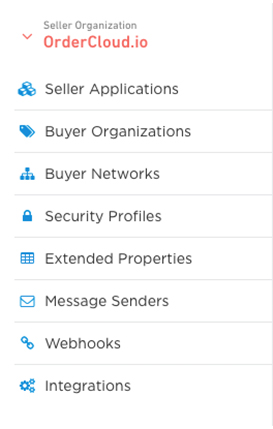 Seller Organization
OrderCloud.io
Seller Applications
Buyer Organizations
Buyer Networks
Security Profiles
Extended Properties
Message Senders
Webhooks
Integrations